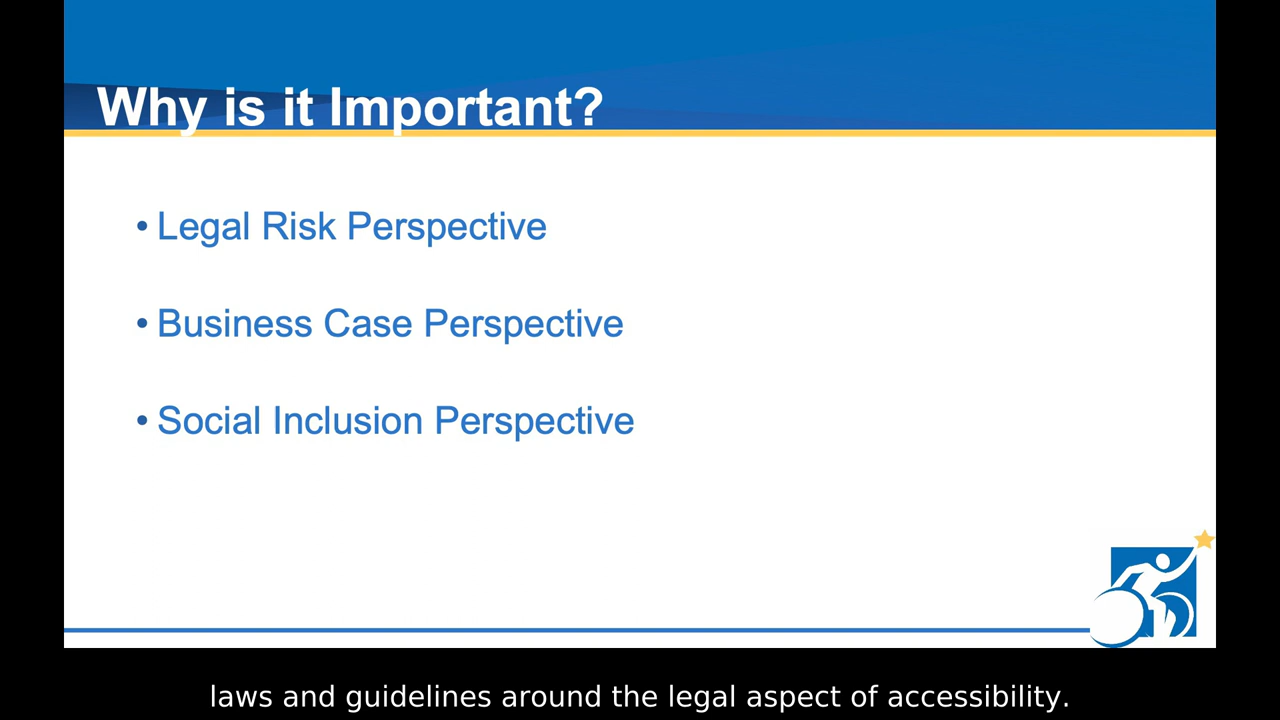 Why is it Important?
• Legal Risk Perspective
• Business Case Perspective
• Social Inclusion Perspective
laws and guidelines around the legal aspect of accessibility.